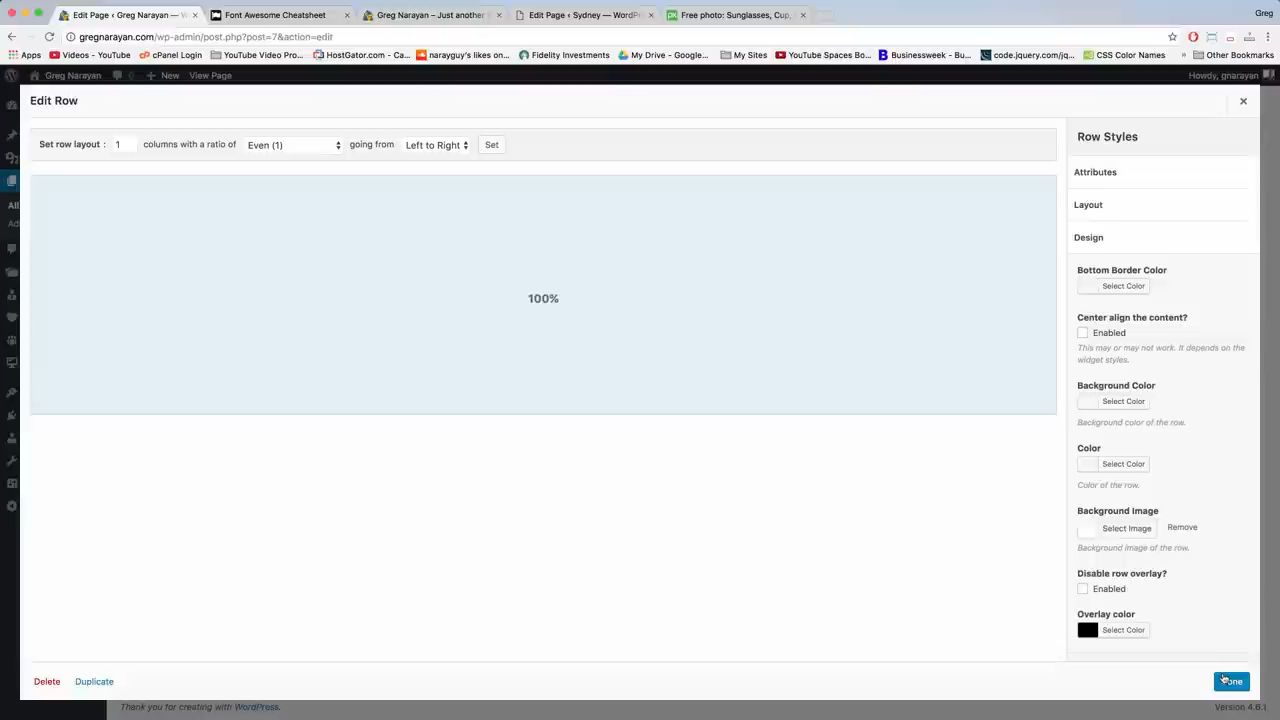 Edit Page ‹ Greg Narayan — W
Font Awesome Cheatsheet
Greg Narayan – Just another
Edit Page ‹ Sydney — WordPr
Free photo: Sunglasses, Cup,
Greg
gregnarayan.com/wp-admin/post.php?post=7&action=edit
Videos - YouTube
cPanel Login
YouTube Video - Po...
HostGator.com - Ca...
narayguy's likes on...
Fidelity Investments
My Drive - Google...
My Sites
YouTube Spaces Bo...
Businessweek - Bu...
code.jquery.com/jq...
CSS Color Names
» Other Bookmarks
Greg Narayan
0
New
View Page
Howdy, gnarayan
Edit Row
Set row layout : 1 columns with a ratio of Even (1) going from Left to Right Set
Row Styles
Attributes
All
Layout
Ad
Design
Bottom Border Color
Select Color
100%
Center align the content?
Enabled
This may or may not work. It depends on the
widget styles.
Background Color
Select Color
Background color of the row.
Color
Select Color
Color of the row.
Background Image
Select Image Remove
Background image of the row.
Disable row overlay?
Enabled
Overlay color
Select Color
Delete Duplicate
Thank you for creating with WordPress.
Version 4.6.1